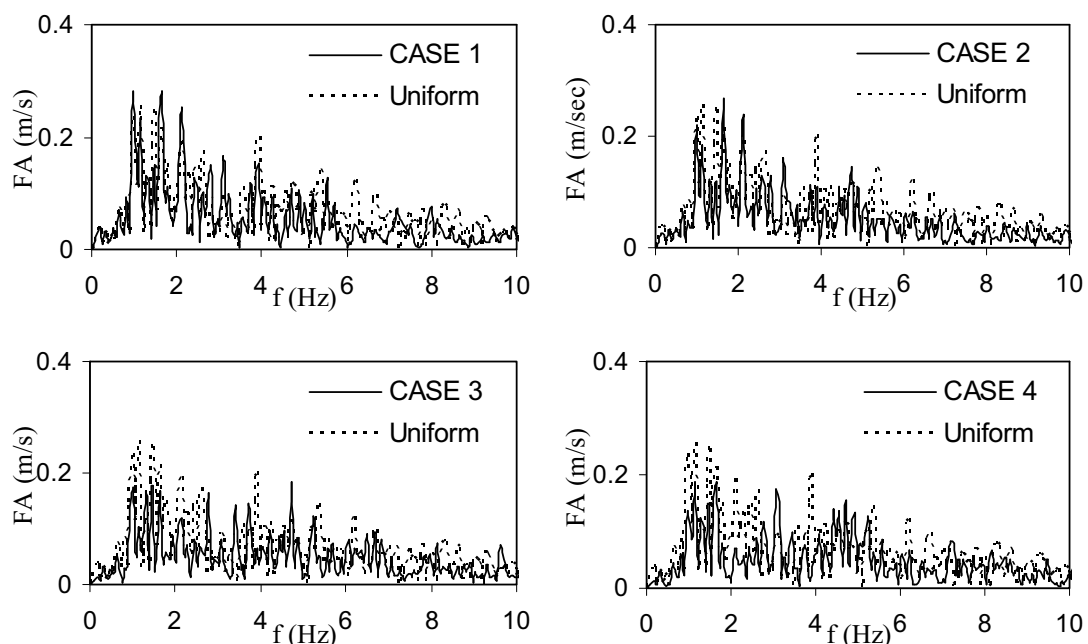 0.4
0.2
0
FA (m/s)
CASE 1
Uniform
0 2 4 6 8 10
f (Hz)
0.4
0.2
0
FA (m/sec)
CASE 2
Uniform
0 2 4 6 8 10
f (Hz)
0.4
0.2
0
FA (m/s)
CASE 3
Uniform
0 2 4 6 8 10
f (Hz)
0.4
0.2
0
FA (m/s)
CASE 4
Uniform
0 2 4 6 8 10
f (Hz)